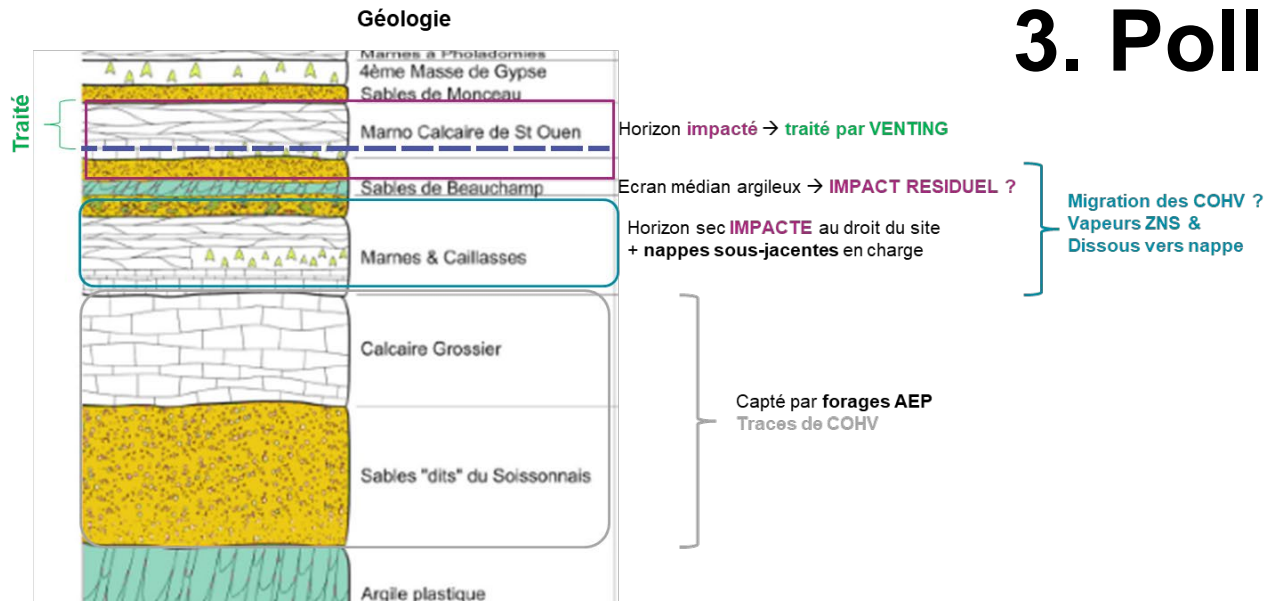 Géologie
3. Poll
Marnes à Pholadomies
4ème Masse de Gypse
Sables de Monceau
Traité
Marno Calcaire de St Ouen
Horizon impacté → traité par VENTING
Sables de Beauchamp
Ecran médian argileux → IMPACT RESIDUEL ?
Migration des COHV ?
Vapeurs ZNS &
Dissous vers nappe
Horizon sec IMPACTE au droit du site
+ nappes sous-jacentes en charge
Marnes & Caillasses
Calcaire Grossier
Capté par forages AEP
Traces de COHV
Sables "dits" du Soissonnais
Argile plastique